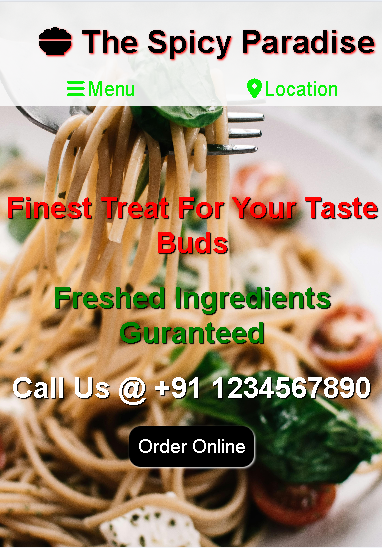 The Spicy Paradise
Menu Location
Finest Treat For Your Taste
Buds
Freshed Ingredients
Guranteed
Call Us @ +91 1234567890
Order Online